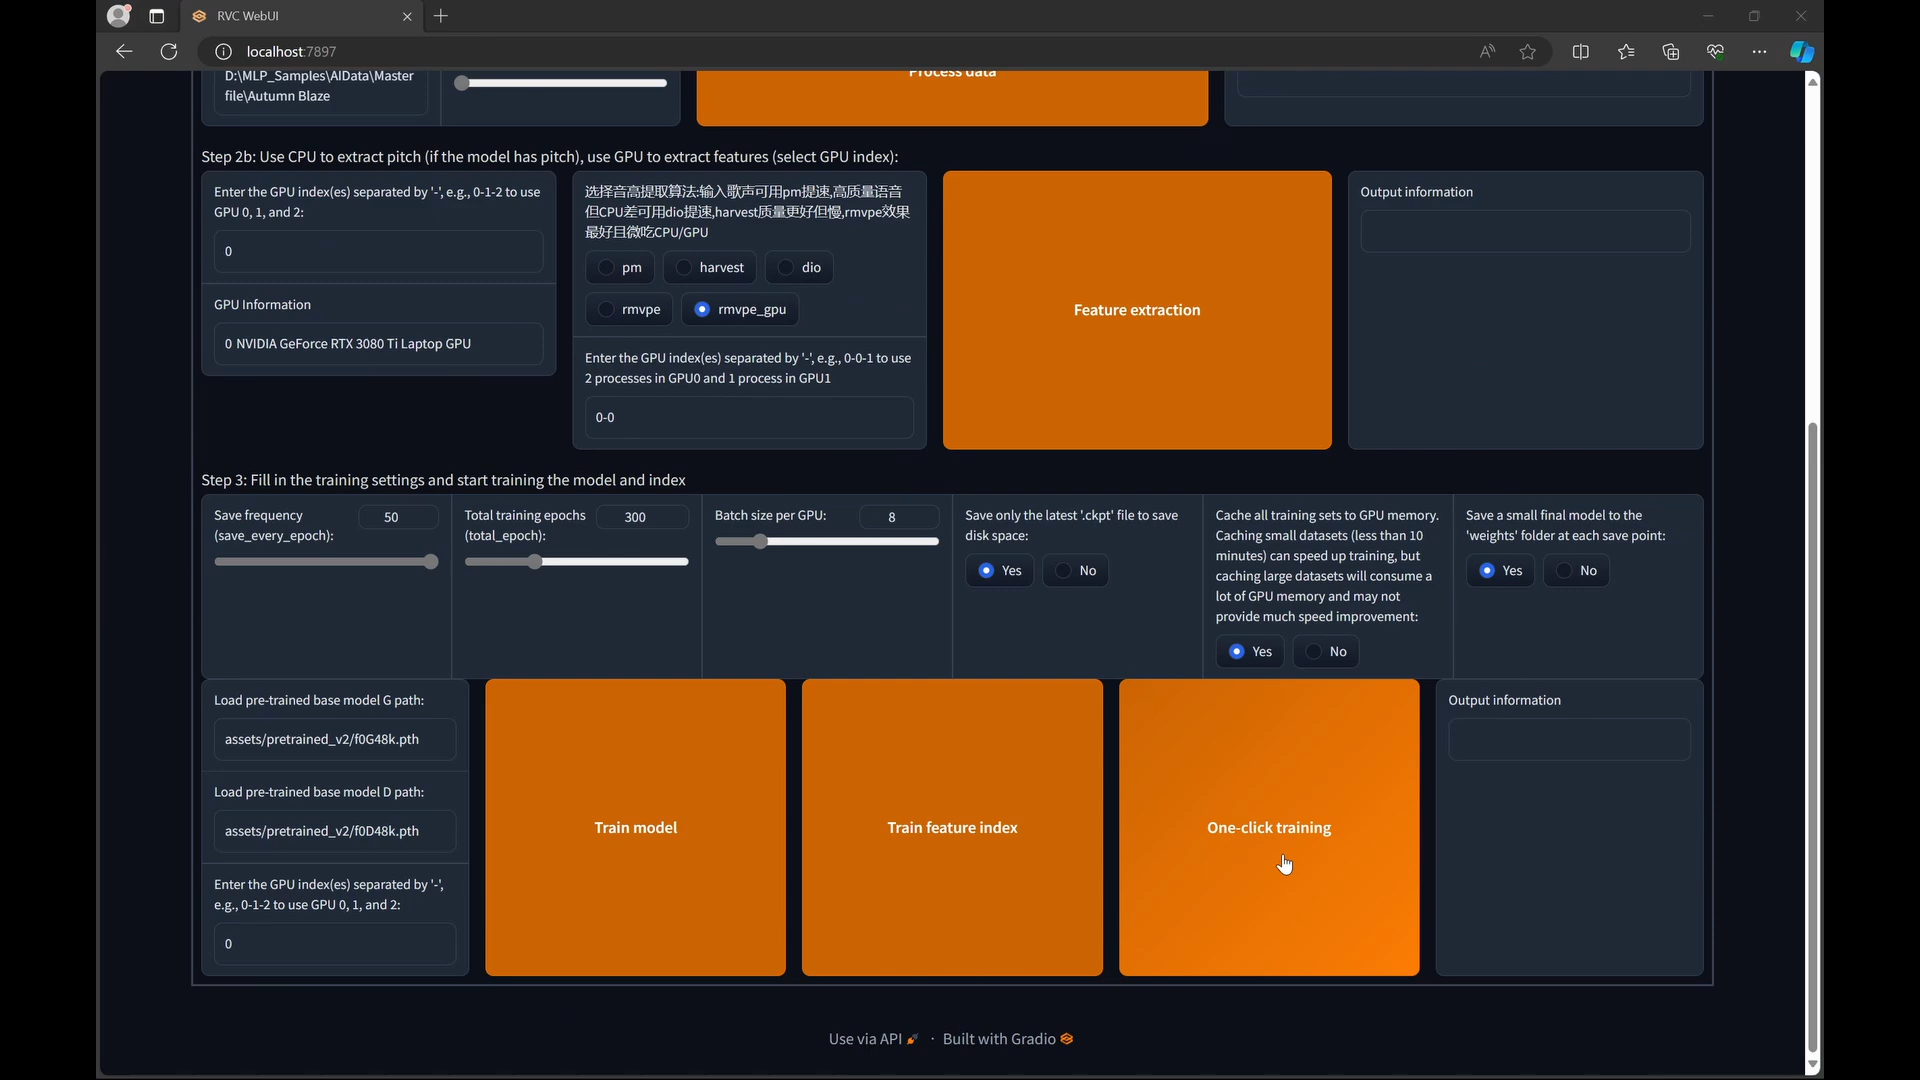 RVC WebUI
localhost:7897
D:\MLP_Samples\AIData\Master
file\Autumn Blaze
Process data
Step 2b: Use CPU to extract pitch (if the model has pitch), use GPU to extract features (select GPU index):
Enter the GPU index(es) separated by '-', e.g., 0-1-2 to use
GPU 0, 1, and 2:
0
GPU Information
0 NVIDIA GeForce RTX 3080 Ti Laptop GPU
选择音高提取算法:输入歌声可用pm提速,高质量语音
但CPU差可用dio提速,harvest质量更好但慢,rmvpe效果
最好且微吃CPU/GPU
pm
harvest
dio
rmvpe
rmvpe_gpu
Enter the GPU index(es) separated by '-', e.g., 0-0-1 to use
2 processes in GPU0 and 1 process in GPU1
0-0
Feature extraction
Output information
Step 3: Fill in the training settings and start training the model and index
Save frequency
(save_every_epoch):
50
Total training epochs
(total_epoch):
300
Batch size per GPU:
8
Save only the latest '.ckpt' file to save
disk space:
Yes
No
Cache all training sets to GPU memory.
Caching small datasets (less than 10
minutes) can speed up training, but
caching large datasets will consume a
lot of GPU memory and may not
provide much speed improvement:
Yes
No
Save a small final model to the
'weights' folder at each save point:
Yes
No
Load pre-trained base model G path:
assets/pretrained_v2/f0G48k.pth
Load pre-trained base model D path:
assets/pretrained_v2/f0D48k.pth
Enter the GPU index(es) separated by '-',
e.g., 0-1-2 to use GPU 0, 1, and 2:
0
Train model
Train feature index
One-click training
Output information
Use via API · Built with Gradio